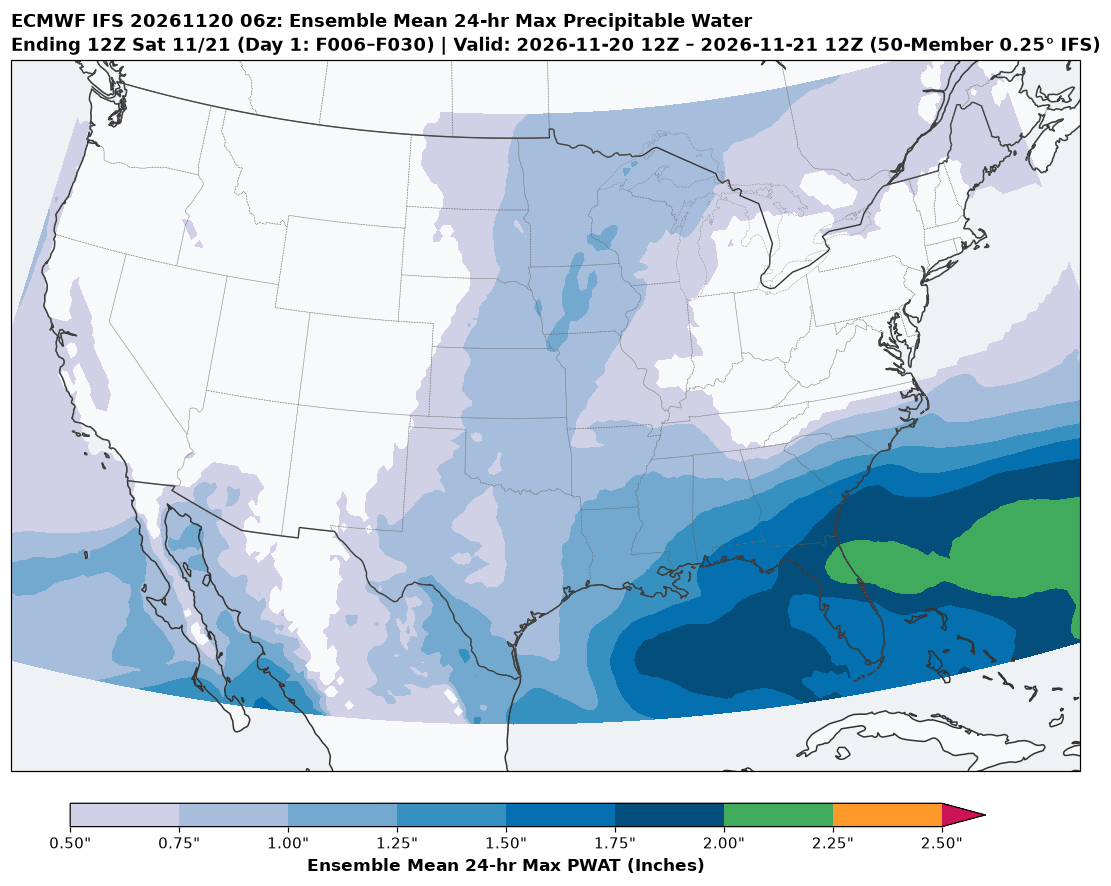 ECMWF IFS 20261120 06z: Ensemble Mean 24-hr Max Precipitable Water
Ending 12Z Sat 11/21 (Day 1: F006–F030) | Valid: 2026-11-20 12Z – 2026-11-21 12Z (50-Member 0.25° IFS)
0.50" 0.75" 1.00" 1.25" 1.50" 1.75" 2.00" 2.25" 2.50"
Ensemble Mean 24-hr Max PWAT (Inches)